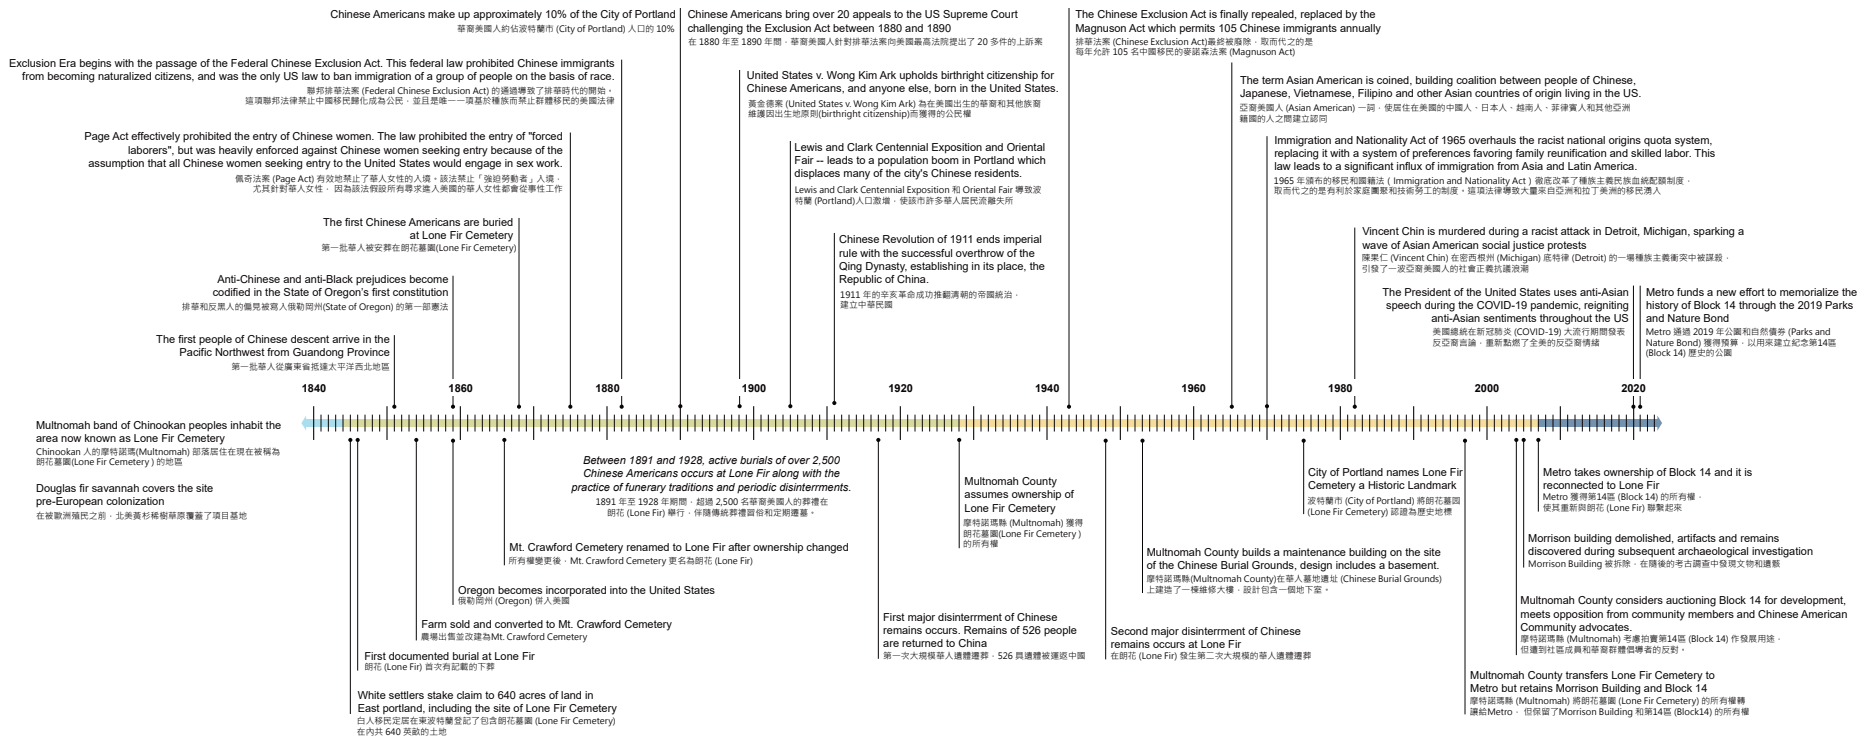 Chinese Americans make up approximately 10% of the City of Portland
華裔美國人約佔波特蘭市 (City of Portland) 人口的 10%
Exclusion Era begins with the passage of the Federal Chinese Exclusion Act. This federal law prohibited Chinese immigrants
from becoming naturalized citizens, and was the only US law to ban immigration of a group of people on the basis of race.
聯邦排華法案 (Federal Chinese Exclusion Act) 的通過導致了排華時代的開始。
這項聯邦法律禁止中國移民歸化成為公民，並且是唯一一項基於種族而禁止群體移民的美國法律
Page Act effectively prohibited the entry of Chinese women. The law prohibited the entry of "forced
laborers", but was heavily enforced against Chinese women seeking entry because of the
assumption that all Chinese women seeking entry to the United States would engage in sex work.
佩奇法案 (Page Act) 有效地禁止了華人女性的入境。該法禁止「強迫勞動者」入境，
尤其針對華人女性， 因為該法假設所有尋求進入美國的華人女性都會從事性工作
The first Chinese Americans are buried
at Lone Fir Cemetery
第一批華人被安葬在朗花墓園(Lone Fir Cemetery)
Anti-Chinese and anti-Black prejudices become
codified in the State of Oregon's first constitution
排華和反黑人的偏見被寫入俄勒岡州(State of Oregon) 的第一部憲法
The first people of Chinese descent arrive in the
Pacific Northwest from Guandong Province
第一批華人從廣東省抵達太平洋西北地區
Chinese Americans bring over 20 appeals to the US Supreme Court
challenging the Exclusion Act between 1880 and 1890
在 1880 年至 1890 年間，華裔美國人針對排華法案向美國最高法院提出了 20 多件的上訴案
United States v. Wong Kim Ark upholds birthright citizenship for
Chinese Americans, and anyone else, born in the United States.
黃金德案 (United States v. Wong Kim Ark) 為在美國出生的華裔和其他族裔
維護因出生地原則(birthright citizenship)而獲得的公民權
Lewis and Clark Centennial Exposition and Oriental
Fair -- leads to a population boom in Portland which
displaces many of the city's Chinese residents.
Lewis and Clark Centennial Exposition 和 Oriental Fair 導致波
特蘭 (Portland)人口激增，使該市許多華人居民流離失所
Chinese Revolution of 1911 ends imperial
rule with the successful overthrow of the
Qing Dynasty, establishing in its place, the
Republic of China.
1911 年的辛亥革命成功推翻清朝的帝國統治，
建立中華民國
The Chinese Exclusion Act is finally repealed, replaced by the
Magnuson Act which permits 105 Chinese immigrants annually
排華法案 (Chinese Exclusion Act)最終被廢除，取而代之的是
每年允許 105 名中國移民的麥諾森法案 (Magnuson Act)
The term Asian American is coined, building coalition between people of Chinese,
Japanese, Vietnamese, Filipino and other Asian countries of origin living in the US.
亞裔美國人 (Asian American) 一詞，使居住在美國的中國人、日本人、越南人、菲律賓人和其他亞洲
籍國的人之間建立認同
Immigration and Nationality Act of 1965 overhauls the racist national origins quota system,
replacing it with a system of preferences favoring family reunification and skilled labor. This
law leads to a significant influx of immigration from Asia and Latin America.
1965 年頒布的移民和國籍法 ( Immigration and Nationality Act ) 徹底改革了種族主義民族血統配額制度，
取而代之的是有利於家庭團聚和技術勞工的制度。這項法律導致大量來自亞洲和拉丁美洲的移民湧入
Vincent Chin is murdered during a racist attack in Detroit, Michigan, sparking a
wave of Asian American social justice protests
陳果仁 (Vincent Chin) 在密西根州 (Michigan) 底特律 (Detroit) 的一場種族主義衝突中被謀殺，
引發了一波亞裔美國人的社會正義抗議浪潮
The President of the United States uses anti-Asian
speech during the COVID-19 pandemic, reigniting
anti-Asian sentiments throughout the US
美國總統在新冠肺炎 (COVID-19) 大流行期間發表
反亞裔言論，重新點燃了全美的反亞裔情緒
Metro funds a new effort to memorialize the
history of Block 14 through the 2019 Parks
and Nature Bond
Metro 通過 2019 年公園和自然債券 (Parks and
Nature Bond) 獲得預算，以用來建立紀念第14區
(Block 14) 歷史的公園
1840 1860 1880 1900 1920 1940 1960 1980 2000 2020
Multnomah band of Chinookan peoples inhabit the
area now known as Lone Fir Cemetery
Chinookan 人的摩特諾瑪(Multnomah) 部落居住在現在被稱為
朗花墓園(Lone Fir Cemetery ) 的地區
Douglas fir savannah covers the site
pre-European colonization
在被歐洲殖民之前，北美黃杉稀樹草原覆蓋了項目基地
Between 1891 and 1928, active burials of over 2,500
Chinese Americans occurs at Lone Fir along with the
practice of funerary traditions and periodic disinterrments.
1891 年至 1928 年期間，超過 2,500 名華裔美國人的葬禮在
朗花 (Lone Fir) 舉行，伴隨傳統葬禮習俗和定期遷墓。
Mt. Crawford Cemetery renamed to Lone Fir after ownership changed
所有權變更後，Mt. Crawford Cemetery 更名為朗花 (Lone Fir)
Oregon becomes incorporated into the United States
俄勒岡州 (Oregon) 併入美國
Farm sold and converted to Mt. Crawford Cemetery
農場出售並改建為Mt. Crawford Cemetery
First documented burial at Lone Fir
朗花 (Lone Fir) 首次有記載的下葬
White settlers stake claim to 640 acres of land in
East portland, including the site of Lone Fir Cemetery
白人移民定居在東波特蘭登記了包含朗花墓園 (Lone Fir Cemetery)
在內共 640 英畝的土地
First major disinterrment of Chinese
remains occurs. Remains of 526 people
are returned to China
第一次大規模華人遺體遷葬，526 具遺體被運返中國
Multnomah County
assumes ownership of
Lone Fir Cemetery
摩特諾瑪縣 (Multnomah) 獲得
朗花墓園(Lone Fir Cemetery )
的所有權
Second major disinterrment of Chinese
remains occurs at Lone Fir
在朗花 (Lone Fir) 發生第二次大規模的華人遺體遷葬
Multnomah County builds a maintenance building on the site
of the Chinese Burial Grounds, design includes a basement.
摩特諾瑪縣(Multnomah County)在華人墓地遺址 (Chinese Burial Grounds)
上建造了一棟維修大樓，設計包含一個地下室。
City of Portland names Lone Fir
Cemetery a Historic Landmark
波特蘭市 (City of Portland) 將朗花墓园
(Lone Fir Cemetery) 認證為歷史地標
Metro takes ownership of Block 14 and it is
reconnected to Lone Fir
Metro 獲得第14區 (Block 14) 的所有權，
使其重新與朗花 (Lone Fir) 聯繫起來
Morrison building demolished, artifacts and remains
discovered during subsequent archaeological investigation
Morrison Building 被拆除，在隨後的考古調查中發現文物和遺骸
Multnomah County considers auctioning Block 14 for development,
meets opposition from community members and Chinese American
Community advocates.
摩特諾瑪縣 (Multnomah) 考慮拍賣第14區 (Block 14) 作發展用途，
但遭到社區成員和華裔群體倡導者的反對。
Multnomah County transfers Lone Fir Cemetery to
Metro but retains Morrison Building and Block 14
摩特諾瑪縣 (Multnomah) 將朗花墓園 (Lone Fir Cemetery) 的所有權轉
讓給Metro， 但保留了Morrison Building 和第14區 (Block14) 的所有權